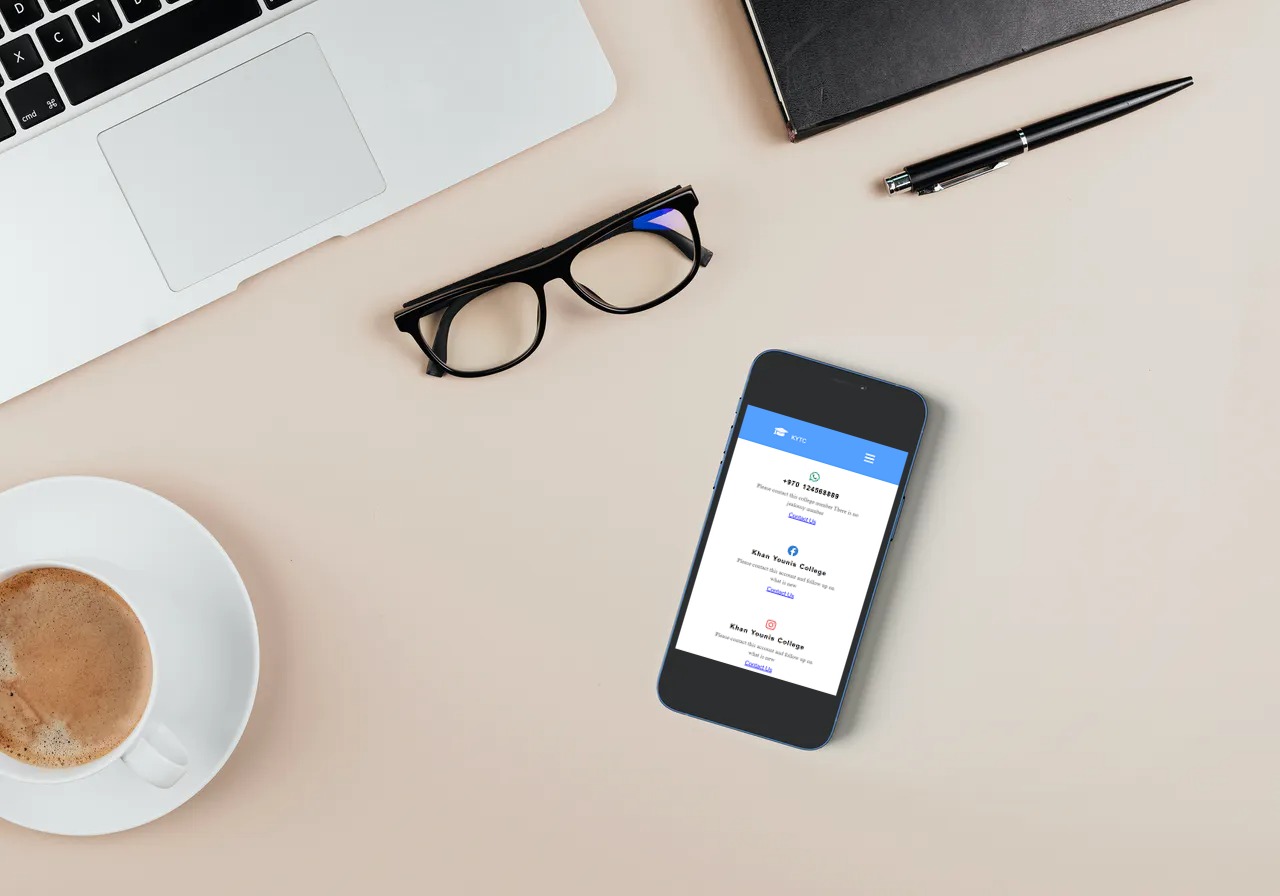 D
X
C
V
B
cmd ⌘
KYTC
+970 124568889
Please contact this college number There is no
jealousy number
Contact Us
Khan Younis College
Please contact this account and follow up on
what is new
Contact Us
Khan Younis College
Please contact this account and follow up on
what is new
Contact Us